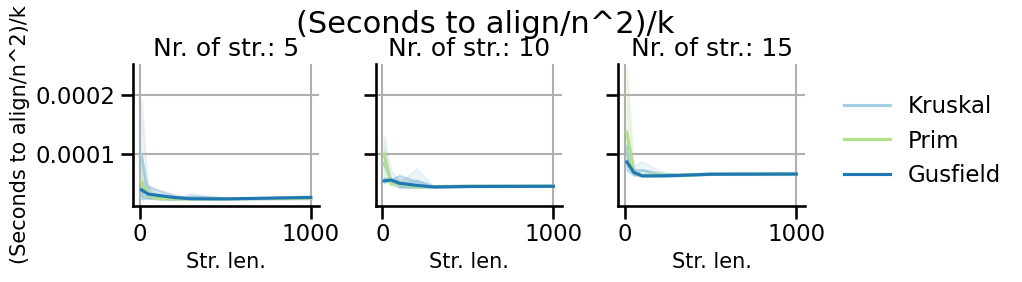 (Seconds to align/n^2)/k
(Seconds to align/n^2)/k
Nr. of str.: 5
Nr. of str.: 10
Nr. of str.: 15
0.0002
0.0001
0
1000
0
1000
0
1000
Str. len.
Str. len.
Str. len.
Kruskal
Prim
Gusfield